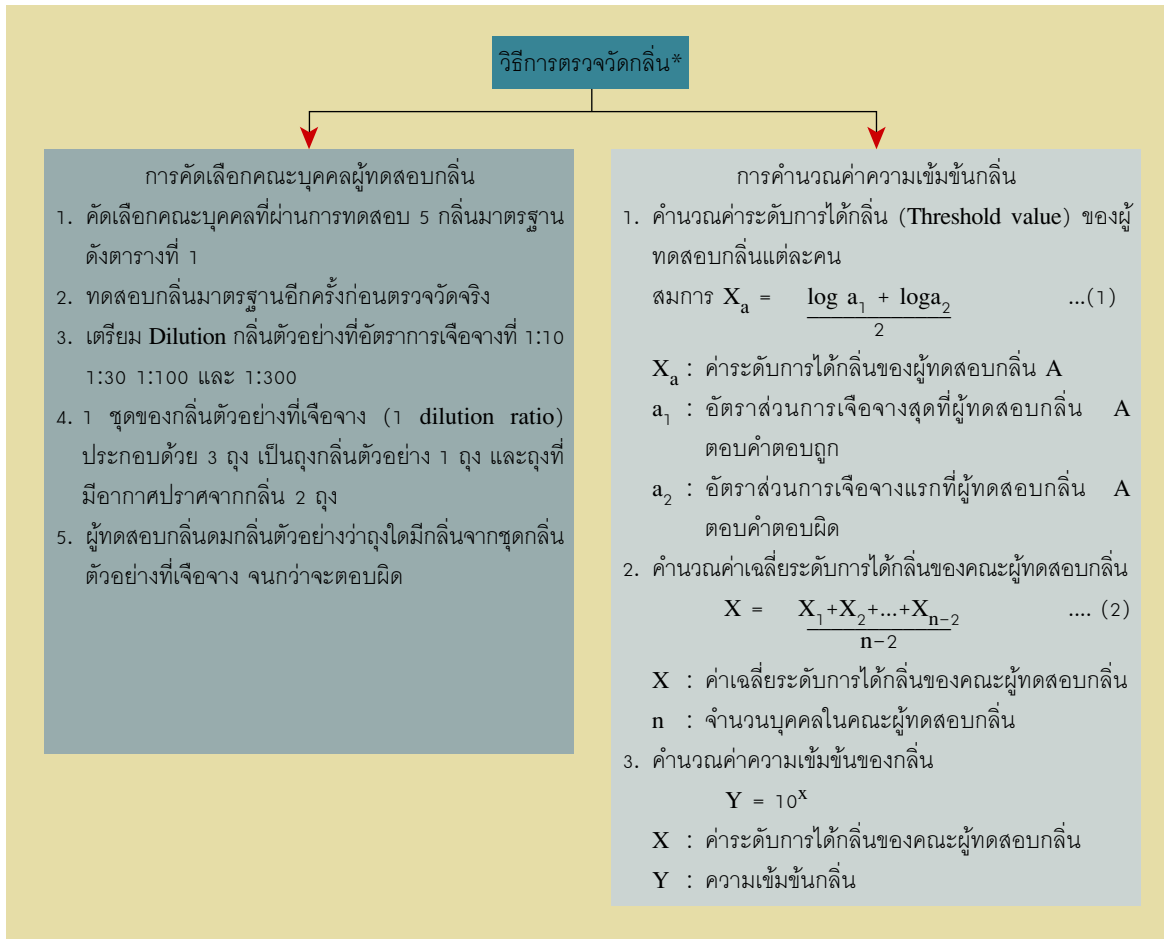 วิธีการตรวจวัดกลิ่น*
การคัดเลือกคณะบุคคลผู้ทดสอบกลิ่น
1. คัดเลือกคณะบุคคลที่ผ่านการทดสอบ 5 กลิ่นมาตรฐาน
ดังตารางที่ 1
2. ทดสอบกลิ่นมาตรฐานอีกครั้งก่อนตรวจวัดจริง
3. เตรียม Dilution กลิ่นตัวอย่างที่อัตราการเจือจางที่ 1:10
1:30 1:100 และ 1:300
4. 1 ชุดของกลิ่นตัวอย่างที่เจือจาง (1 dilution ratio)
ประกอบด้วย 3 ถุง เป็นถุงกลิ่นตัวอย่าง 1 ถุง และถุงที่
มีอากาศปราศจากกลิ่น 2 ถุง
5. ผู้ทดสอบกลิ่นดมกลิ่นตัวอย่างว่าถุงใดมีกลิ่นจากชุดกลิ่น
ตัวอย่างที่เจือจาง จนกว่าจะตอบผิด
การคำนวณค่าความเข้มข้นกลิ่น
1. คำนวณค่าระดับการได้กลิ่น (Threshold value) ของผู้
ทดสอบกลิ่นแต่ละคน
สมการ Xa = log a1 + loga2 ...(1)
2
Xa : ค่าระดับการได้กลิ่นของผู้ทดสอบกลิ่น A
a1 : อัตราส่วนการเจือจางสุดที่ผู้ทดสอบกลิ่น A
ตอบคำตอบถูก
a2 : อัตราส่วนการเจือจางแรกที่ผู้ทดสอบกลิ่น A
ตอบคำตอบผิด
2. คำนวณค่าเฉลี่ยระดับการได้กลิ่นของคณะผู้ทดสอบกลิ่น
X = X1+X2+...+Xn-2 .... (2)
n-2
X : ค่าเฉลี่ยระดับการได้กลิ่นของคณะผู้ทดสอบกลิ่น
n : จำนวนบุคคลในคณะผู้ทดสอบกลิ่น
3. คำนวณค่าความเข้มข้นของกลิ่น
Y = 10^x
X : ค่าระดับการได้กลิ่นของคณะผู้ทดสอบกลิ่น
Y : ความเข้มข้นกลิ่น